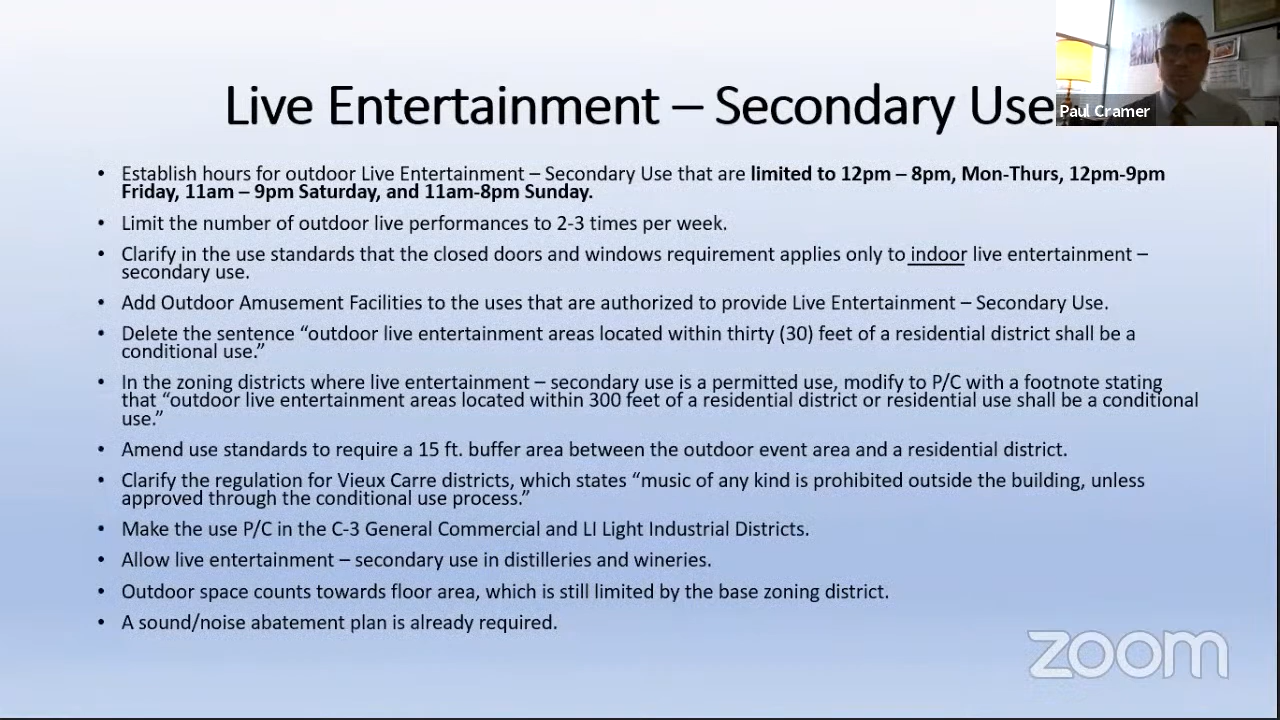 Live Entertainment – Secondary Use
Paul Cramer
• Establish hours for outdoor Live Entertainment – Secondary Use that are limited to 12pm – 8pm, Mon-Thurs, 12pm-9pm
Friday, 11am – 9pm Saturday, and 11am-8pm Sunday.
• Limit the number of outdoor live performances to 2-3 times per week.
• Clarify in the use standards that the closed doors and windows requirement applies only to indoor live entertainment –
secondary use.
• Add Outdoor Amusement Facilities to the uses that are authorized to provide Live Entertainment – Secondary Use.
• Delete the sentence “outdoor live entertainment areas located within thirty (30) feet of a residential district shall be a
conditional use.”
• In the zoning districts where live entertainment – secondary use is a permitted use, modify to P/C with a footnote stating
that “outdoor live entertainment areas located within 300 feet of a residential district or residential use shall be a conditional
use.”
• Amend use standards to require a 15 ft. buffer area between the outdoor event area and a residential district.
• Clarify the regulation for Vieux Carre districts, which states “music of any kind is prohibited outside the building, unless
approved through the conditional use process.”
• Make the use P/C in the C-3 General Commercial and LI Light Industrial Districts.
• Allow live entertainment – secondary use in distilleries and wineries.
• Outdoor space counts towards floor area, which is still limited by the base zoning district.
• A sound/noise abatement plan is already required.
zoom